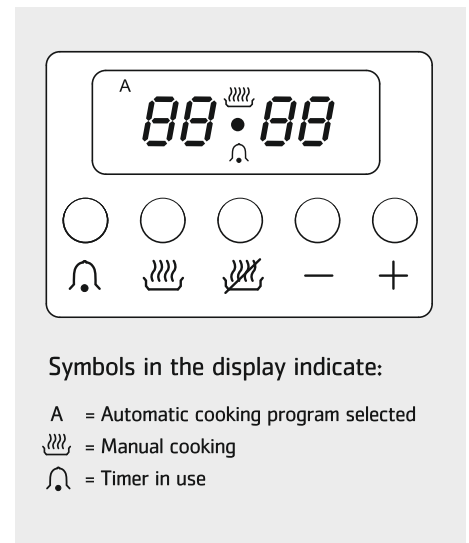 A
88 88
− +
Symbols in the display indicate:
A = Automatic cooking program selected
= Manual cooking
= Timer in use